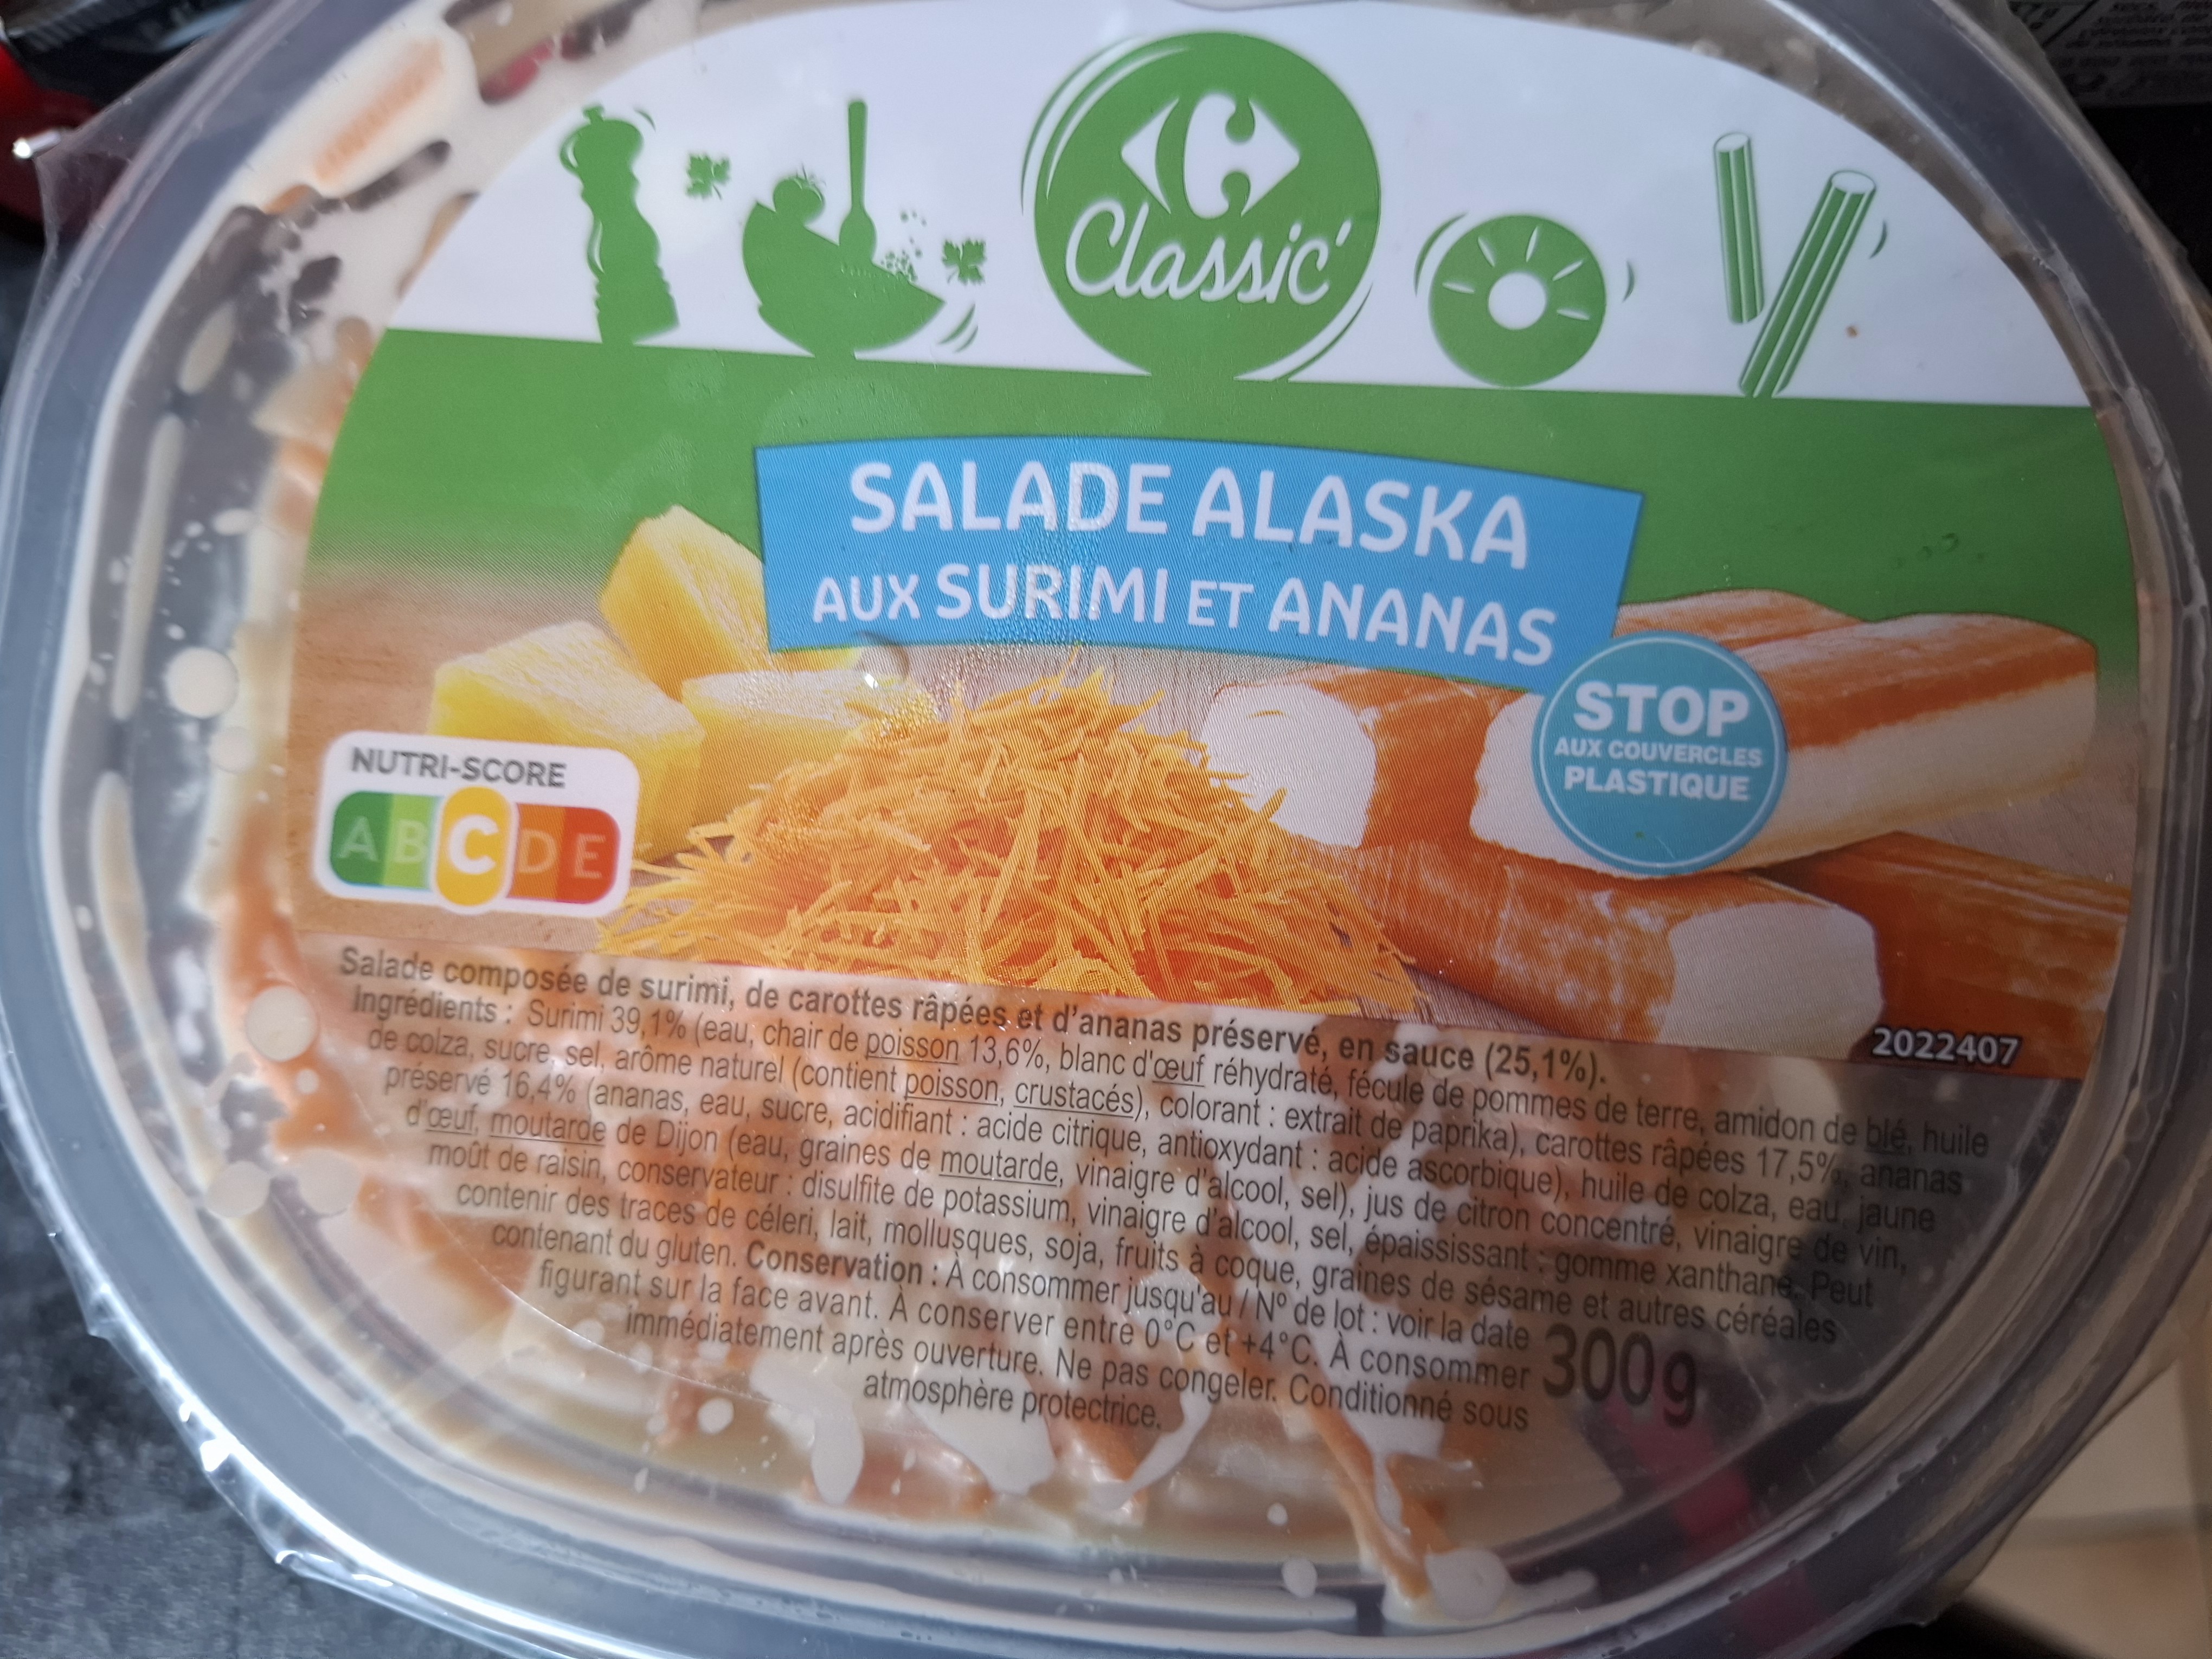 Classic'
SALADE ALASKA
AUX SURIMI ET ANANAS
STOP
AUX COUVERCLES
PLASTIQUE
NUTRI-SCORE
A B C D E
2022407
Salade composée de surimi, de carottes râpées et d'ananas préservé, en sauce (25,1%).
Ingrédients : Surimi 39,1% (eau, chair de poisson 13,6%, blanc d'œuf réhydraté, fécule de pommes de terre, amidon de blé, huile
de colza, sucre, sel, arôme naturel (contient poisson, crustacés), colorant : extrait de paprika), carottes râpées 17,5%, ananas
préservé 16,4% (ananas, eau, sucre, acidifiant : acide citrique, antioxydant : acide ascorbique), huile de colza, eau, jaune
d'œuf, moutarde de Dijon (eau, graines de moutarde, vinaigre d'alcool, sel), jus de citron concentré, vinaigre de vin,
moût de raisin, conservateur : disulfite de potassium, vinaigre d'alcool, sel, épaississant : gomme xanthane. Peut
contenir des traces de céleri, lait, mollusques, soja, fruits à coque, graines de sésame et autres céréales
contenant du gluten. Conservation : À consommer jusqu'au / N° de lot : voir la date
figurant sur la face avant. À conserver entre 0°C et +4°C. À consommer
immédiatement après ouverture. Ne pas congeler. Conditionné sous
atmosphère protectrice.
300g